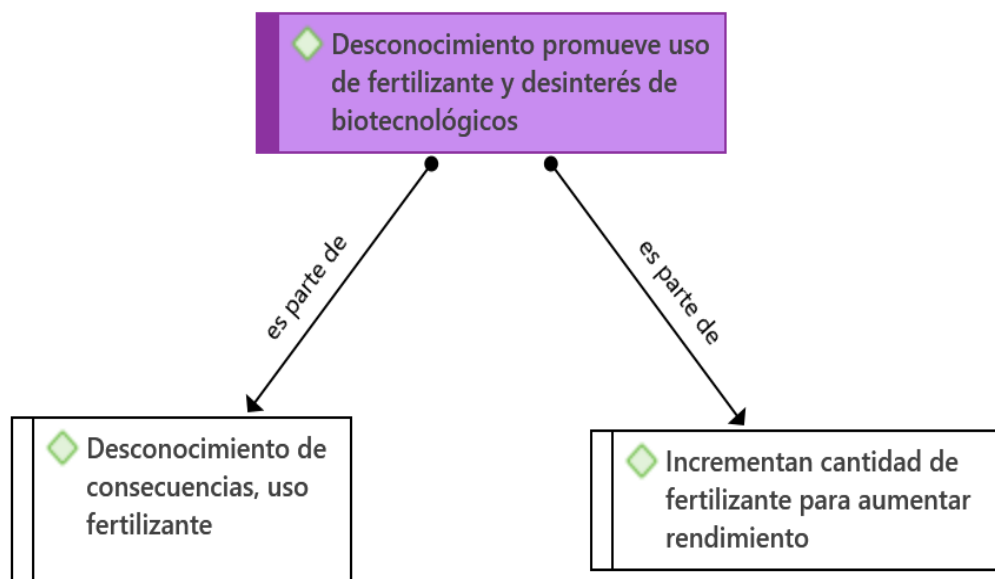 Desconocimiento promueve uso
de fertilizante y desinterés de
biotecnológicos
es parte de
es parte de
Desconocimiento de
consecuencias, uso
fertilizante
Incrementan cantidad de
fertilizante para aumentar
rendimiento